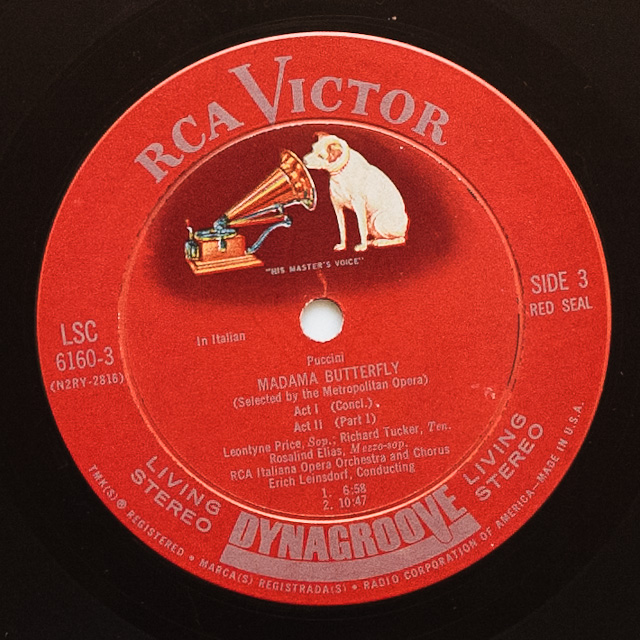 RCA VICTOR
"HIS MASTER'S VOICE"
SIDE 3
RED SEAL
LSC
6160-3
(N2RY-2816)
In Italian
Puccini
MADAMA BUTTERFLY
(Selected by the Metropolitan Opera)
Act I (Concl.)
Act II (Part 1)
Leontyne Price, Sop.; Richard Tucker, Ten.
Rosalind Elias, Mezzo-sop.
RCA Italiana Opera Orchestra and Chorus
Erich Leinsdorf, Conducting
1. 6:58
2. 10:47
LIVING
STEREO
LIVING
STEREO
DYNAGROOVE
TMK(S) ® REGISTERED • MARCA(S) REGISTRADA(S) • RADIO CORPORATION OF AMERICA—MADE IN U.S.A.